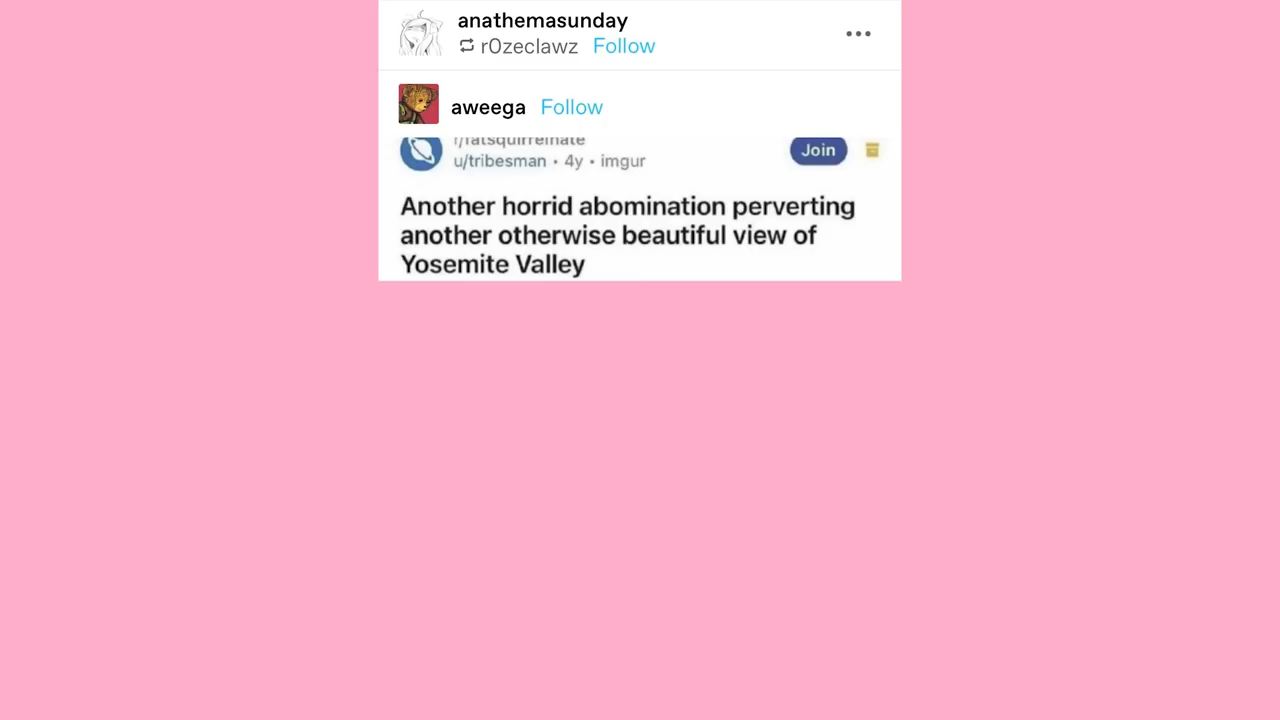 anathemasunday
r0zeclawz Follow
aweega Follow
r/fatsquirrelhate
u/tribesman • 4y • imgur
Join
Another horrid abomination perverting
another otherwise beautiful view of
Yosemite Valley